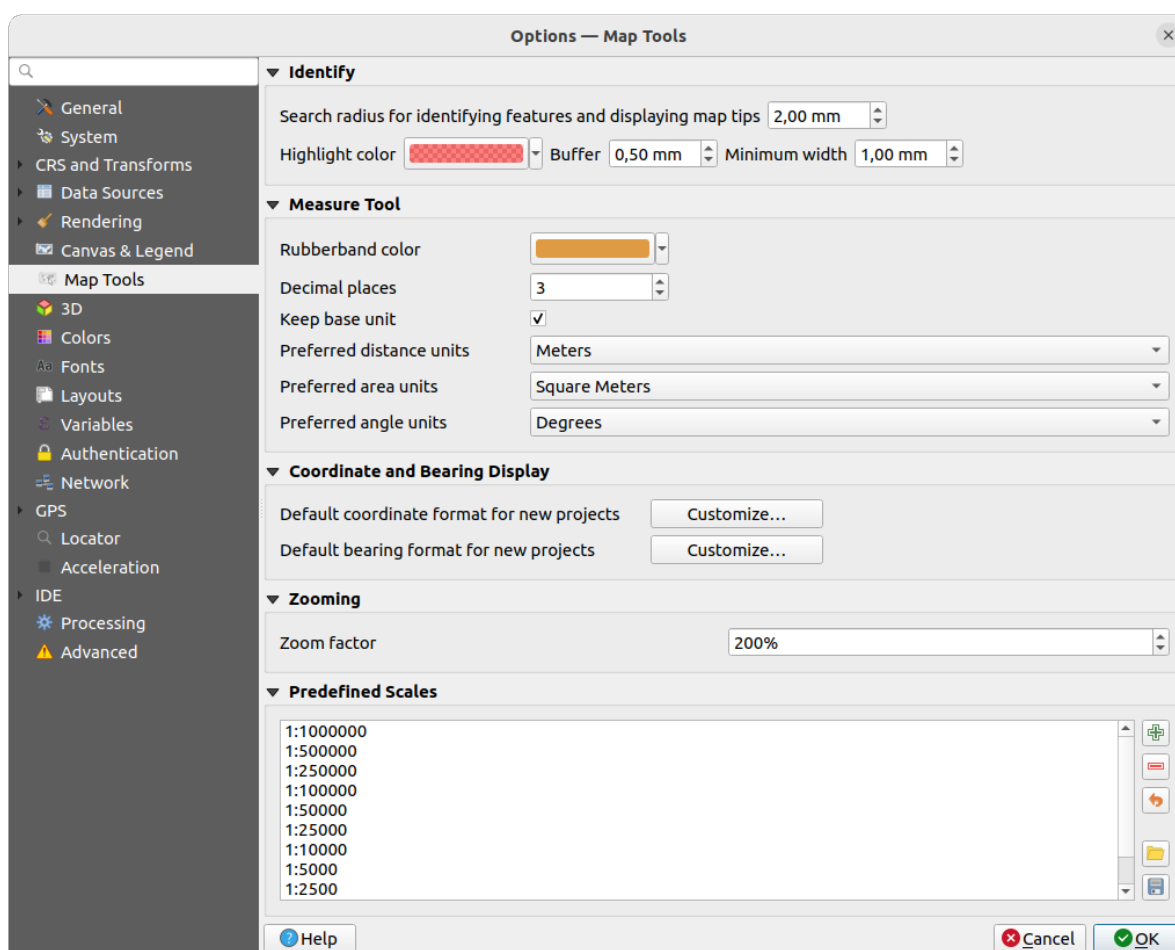 Options — Map Tools
General
System
CRS and Transforms
Data Sources
Rendering
Canvas & Legend
Map Tools
3D
Colors
Aa Fonts
Layouts
ε Variables
Authentication
Network
GPS
Locator
Acceleration
IDE
Processing
Advanced
Identify
Search radius for identifying features and displaying map tips 2,00 mm
Highlight color Buffer 0,50 mm Minimum width 1,00 mm
Measure Tool
Rubberband color
Decimal places 3
Keep base unit
Preferred distance units Meters
Preferred area units Square Meters
Preferred angle units Degrees
Coordinate and Bearing Display
Default coordinate format for new projects Customize…
Default bearing format for new projects Customize…
Zooming
Zoom factor 200%
Predefined Scales
1:1000000
1:500000
1:250000
1:100000
1:50000
1:25000
1:10000
1:5000
1:2500
Help Cancel OK